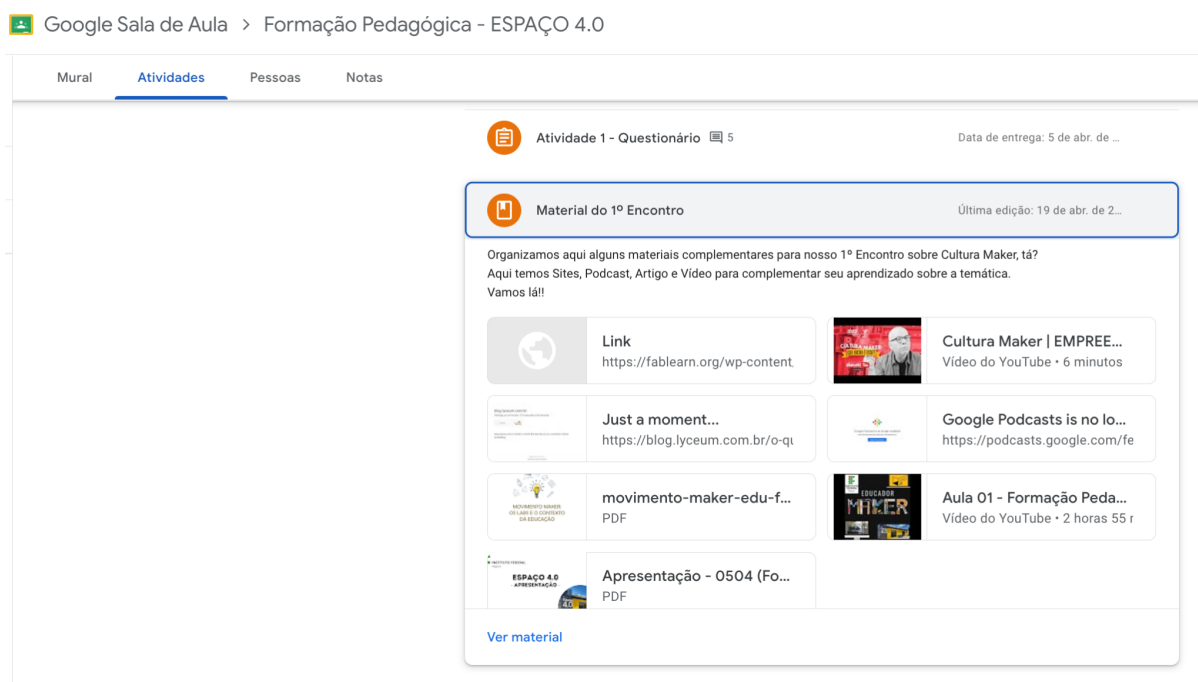 Google Sala de Aula > Formação Pedagógica - ESPAÇO 4.0
Mural Atividades Pessoas Notas
Atividade 1 - Questionário 5 Data de entrega: 5 de abr. de ...
Material do 1º Encontro Última edição: 19 de abr. de 2...
Organizamos aqui alguns materiais complementares para nosso 1º Encontro sobre Cultura Maker, tá?
Aqui temos Sites, Podcast, Artigo e Vídeo para complementar seu aprendizado sobre a temática.
Vamos lá!!
Link
https://fablearn.org/wp-content
CULTURA MAKER
Cultura Maker | EMPREE...
Vídeo do YouTube • 6 minutos
Just a moment...
https://blog.lyceum.com.br/o-qu
Google Podcasts is no lo...
https://podcasts.google.com/fe
MOVIMENTO MAKER
OS LABS E O CONTEXTO
DA EDUCAÇÃO
movimento-maker-edu-f...
PDF
EDUCADOR
MAKER
Aula 01 - Formação Peda...
Vídeo do YouTube • 2 horas 55 r
INSTITUTO FEDERAL
ESPAÇO 4.0
- APRESENTAÇÃO -
Apresentação - 0504 (Fo...
PDF
Ver material